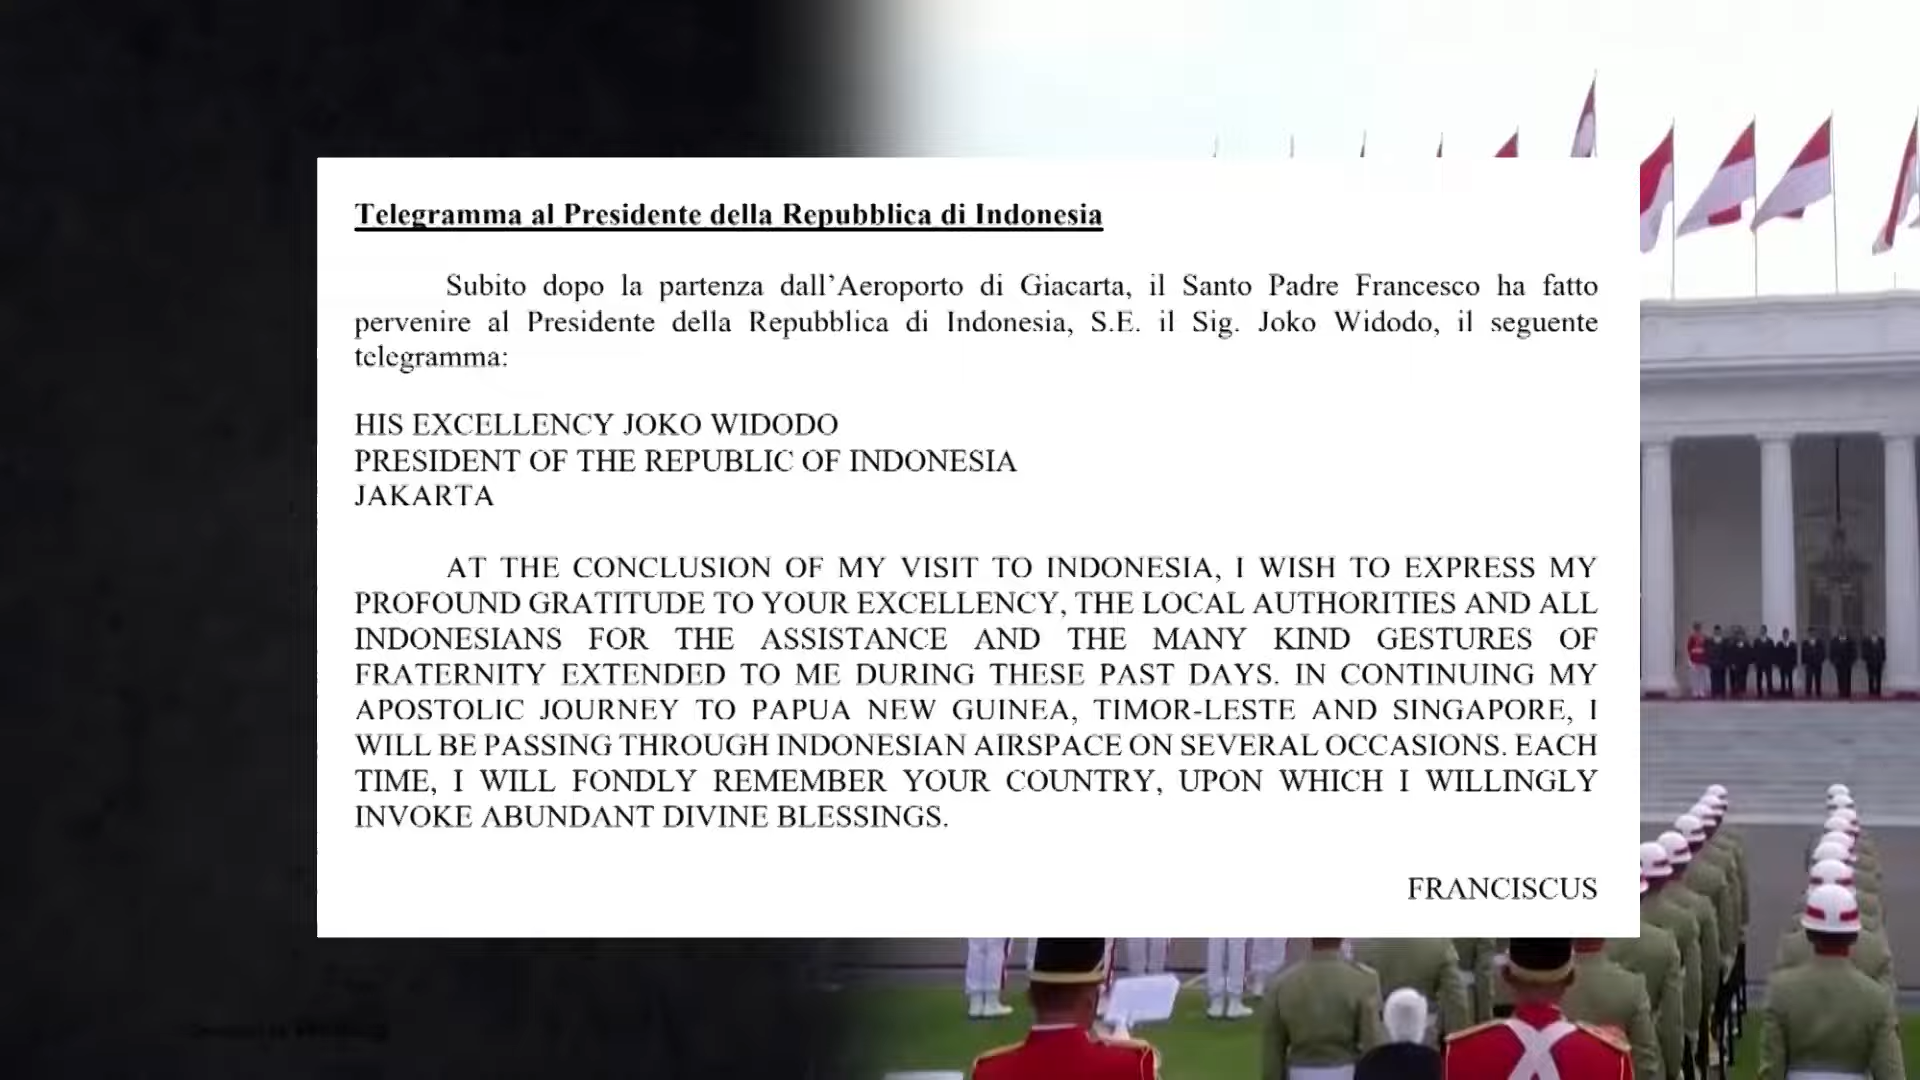 Telegramma al Presidente della Repubblica di Indonesia
Subito dopo la partenza dall’Aeroporto di Giacarta, il Santo Padre Francesco ha fatto
pervenire al Presidente della Repubblica di Indonesia, S.E. il Sig. Joko Widodo, il seguente
telegramma:
HIS EXCELLENCY JOKO WIDODO
PRESIDENT OF THE REPUBLIC OF INDONESIA
JAKARTA
AT THE CONCLUSION OF MY VISIT TO INDONESIA, I WISH TO EXPRESS MY
PROFOUND GRATITUDE TO YOUR EXCELLENCY, THE LOCAL AUTHORITIES AND ALL
INDONESIANS FOR THE ASSISTANCE AND THE MANY KIND GESTURES OF
FRATERNITY EXTENDED TO ME DURING THESE PAST DAYS. IN CONTINUING MY
APOSTOLIC JOURNEY TO PAPUA NEW GUINEA, TIMOR-LESTE AND SINGAPORE, I
WILL BE PASSING THROUGH INDONESIAN AIRSPACE ON SEVERAL OCCASIONS. EACH
TIME, I WILL FONDLY REMEMBER YOUR COUNTRY, UPON WHICH I WILLINGLY
INVOKE ABUNDANT DIVINE BLESSINGS.
FRANCISCUS